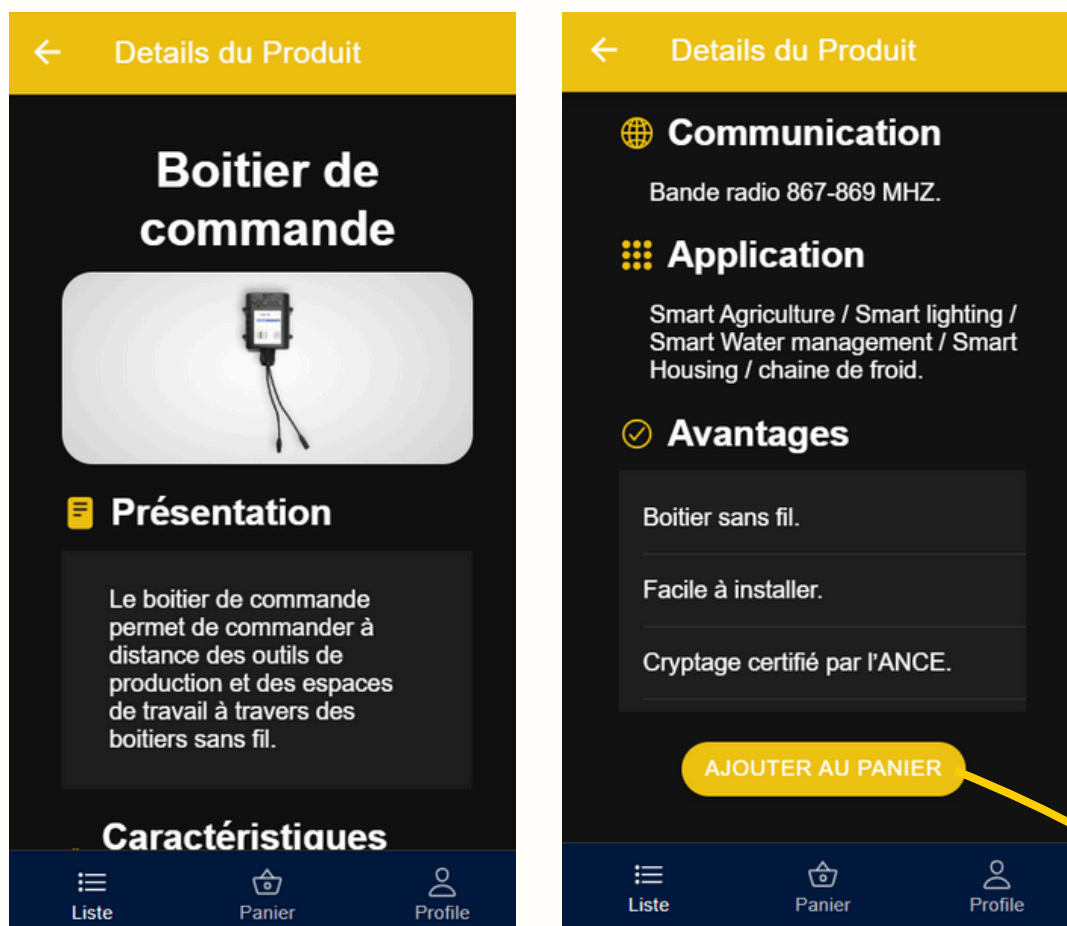 Details du Produit
Boitier de
commande
Présentation
Le boitier de commande
permet de commander à
distance des outils de
production et des espaces
de travail à travers des
boitiers sans fil.
Caractéristiques
Liste
Panier
Profile
Details du Produit
Communication
Bande radio 867-869 MHZ.
Application
Smart Agriculture / Smart lighting /
Smart Water management / Smart
Housing / chaine de froid.
Avantages
Boitier sans fil.
Facile à installer.
Cryptage certifié par l'ANCE.
AJOUTER AU PANIER
Liste
Panier
Profile